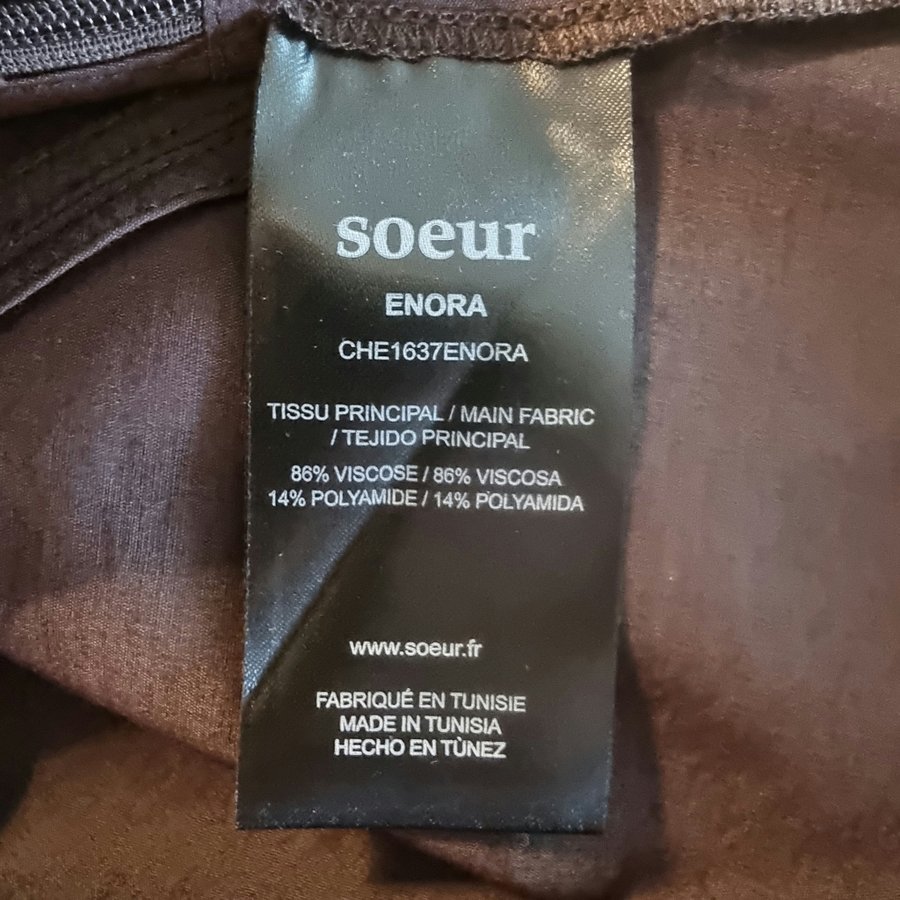 soeur
ENORA
CHE1637ENORA
TISSU PRINCIPAL / MAIN FABRIC
/ TEJIDO PRINCIPAL
86% VISCOSE / 86% VISCOSA
14% POLYAMIDE / 14% POLYAMIDA
www.soeur.fr
FABRIQUÉ EN TUNISIE
MADE IN TUNISIA
HECHO EN TÙNEZ